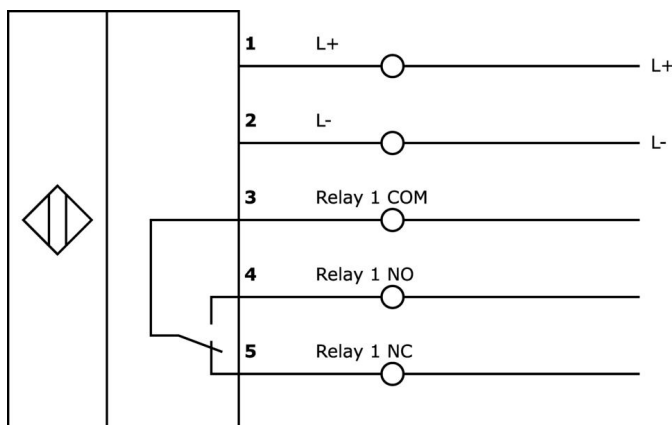 1 L+
L+
2 L-
L-
3 Relay 1 COM
4 Relay 1 NO
5 Relay 1 NC